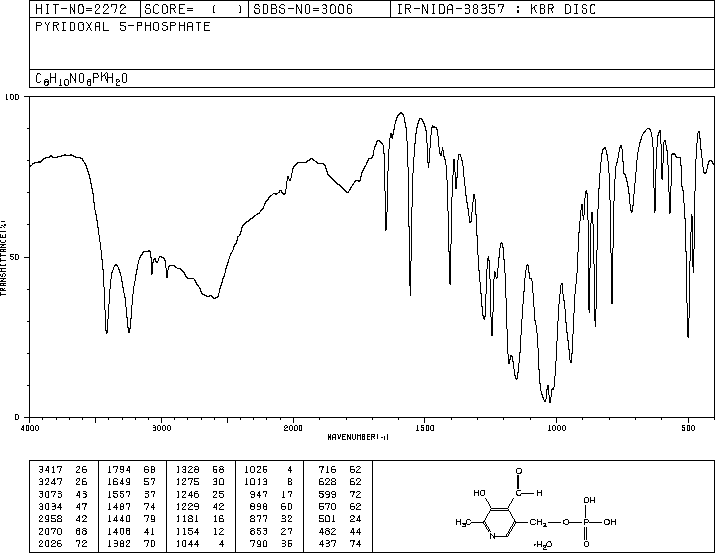 HIT-NO=2272 SCORE= ( ) SDBS-NO=3006 IR-NIDA-38357 : KBR DISC
PYRIDOXAL 5-PHOSPHATE
C8H10NO6PKH2O
100
50
0
TRANSMITTANCE(%)
4000 3000 2000 1500 1000 500
WAVENUMBER(-1)
3417 26 1794 68 1328 58 1026 4 716 62
3247 26 1649 57 1275 30 1013 8 628 62
3073 43 1557 37 1246 25 947 17 599 72
3034 47 1487 74 1229 42 898 60 570 62
2958 42 1440 79 1181 16 877 32 501 24
2070 68 1408 41 1154 12 853 27 482 44
2026 72 1382 70 1044 4 790 35 437 74
O
HO C H
OH
H3C CH2 O P OH
N O
·H2O